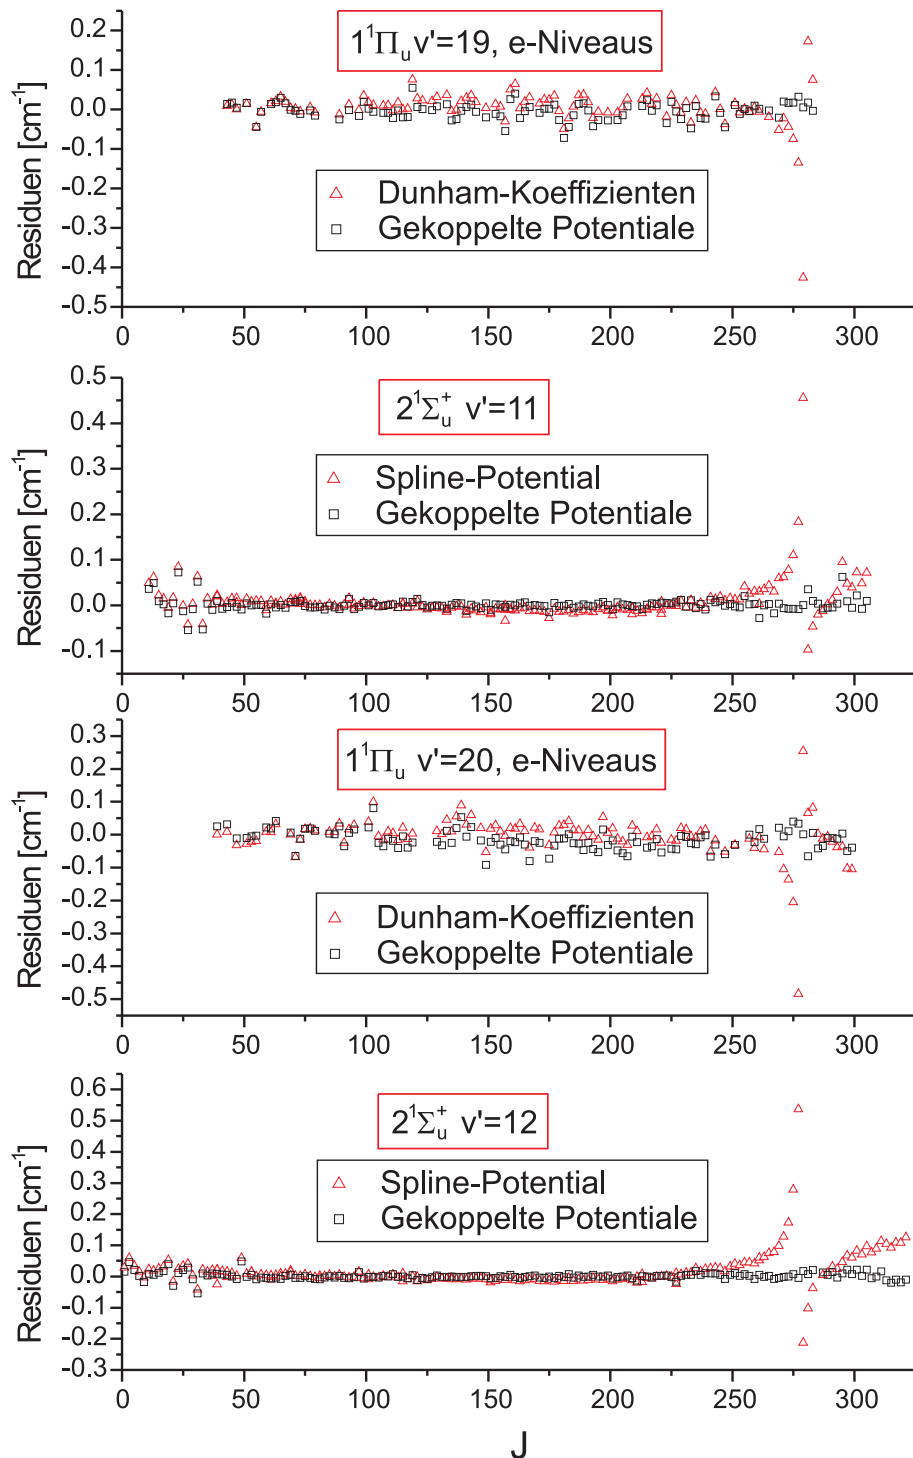 0.2
1¹Πu v'=19, e-Niveaus
0.1
0.0
-0.1
-0.2
-0.3
-0.4
-0.5
Residuen [cm⁻¹]
Dunham-Koeffizienten
Gekoppelte Potentiale
0 50 100 150 200 250 300
0.5
0.4
0.3
0.2
0.1
0.0
-0.1
Residuen [cm⁻¹]
2¹Σu⁺ v'=11
Spline-Potential
Gekoppelte Potentiale
0 50 100 150 200 250 300
0.3
0.2
0.1
0.0
-0.1
-0.2
-0.3
-0.4
-0.5
Residuen [cm⁻¹]
1¹Πu v'=20, e-Niveaus
Dunham-Koeffizienten
Gekoppelte Potentiale
0 50 100 150 200 250 300
0.6
0.5
0.4
0.3
0.2
0.1
0.0
-0.1
-0.2
-0.3
Residuen [cm⁻¹]
2¹Σu⁺ v'=12
Spline-Potential
Gekoppelte Potentiale
0 50 100 150 200 250 300
J